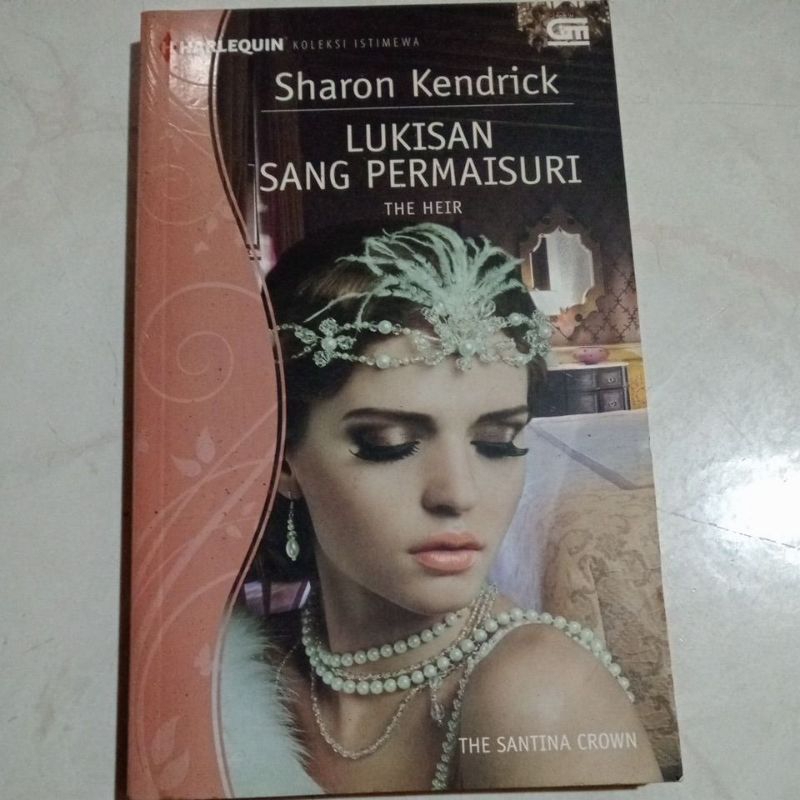 HARLEQUIN KOLEKSI ISTIMEWA
GM
Sharon Kendrick
LUKISAN
SANG PERMAISURI
THE HEIR
THE SANTINA CROWN